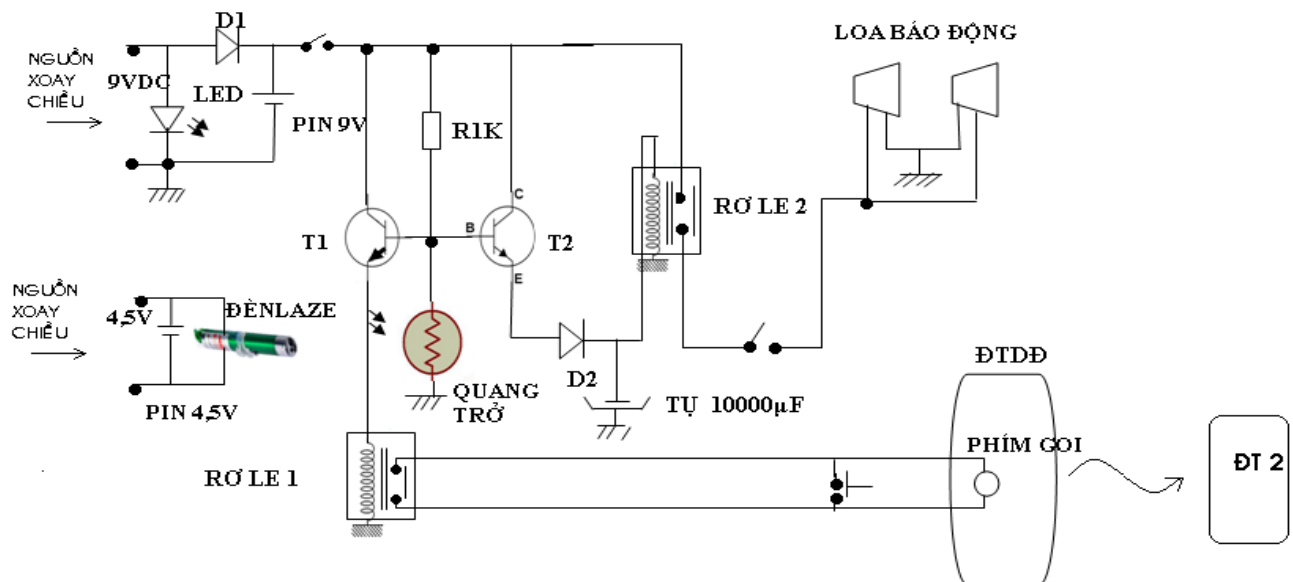 D1
NGUỒN
XOAY
CHIỀU
9VDC
LED
PIN 9V
R1K
LOA BÁO ĐỘNG
RƠ LE 2
T1
B
C
E
T2
NGUỒN
XOAY
CHIỀU
4,5V
ĐÈNLAZE
PIN 4,5V
QUANG
TRỞ
D2
TỤ 10000µF
ĐTDĐ
PHÍM GOI
ĐT 2
RƠ LE 1
PHÍM GỌI